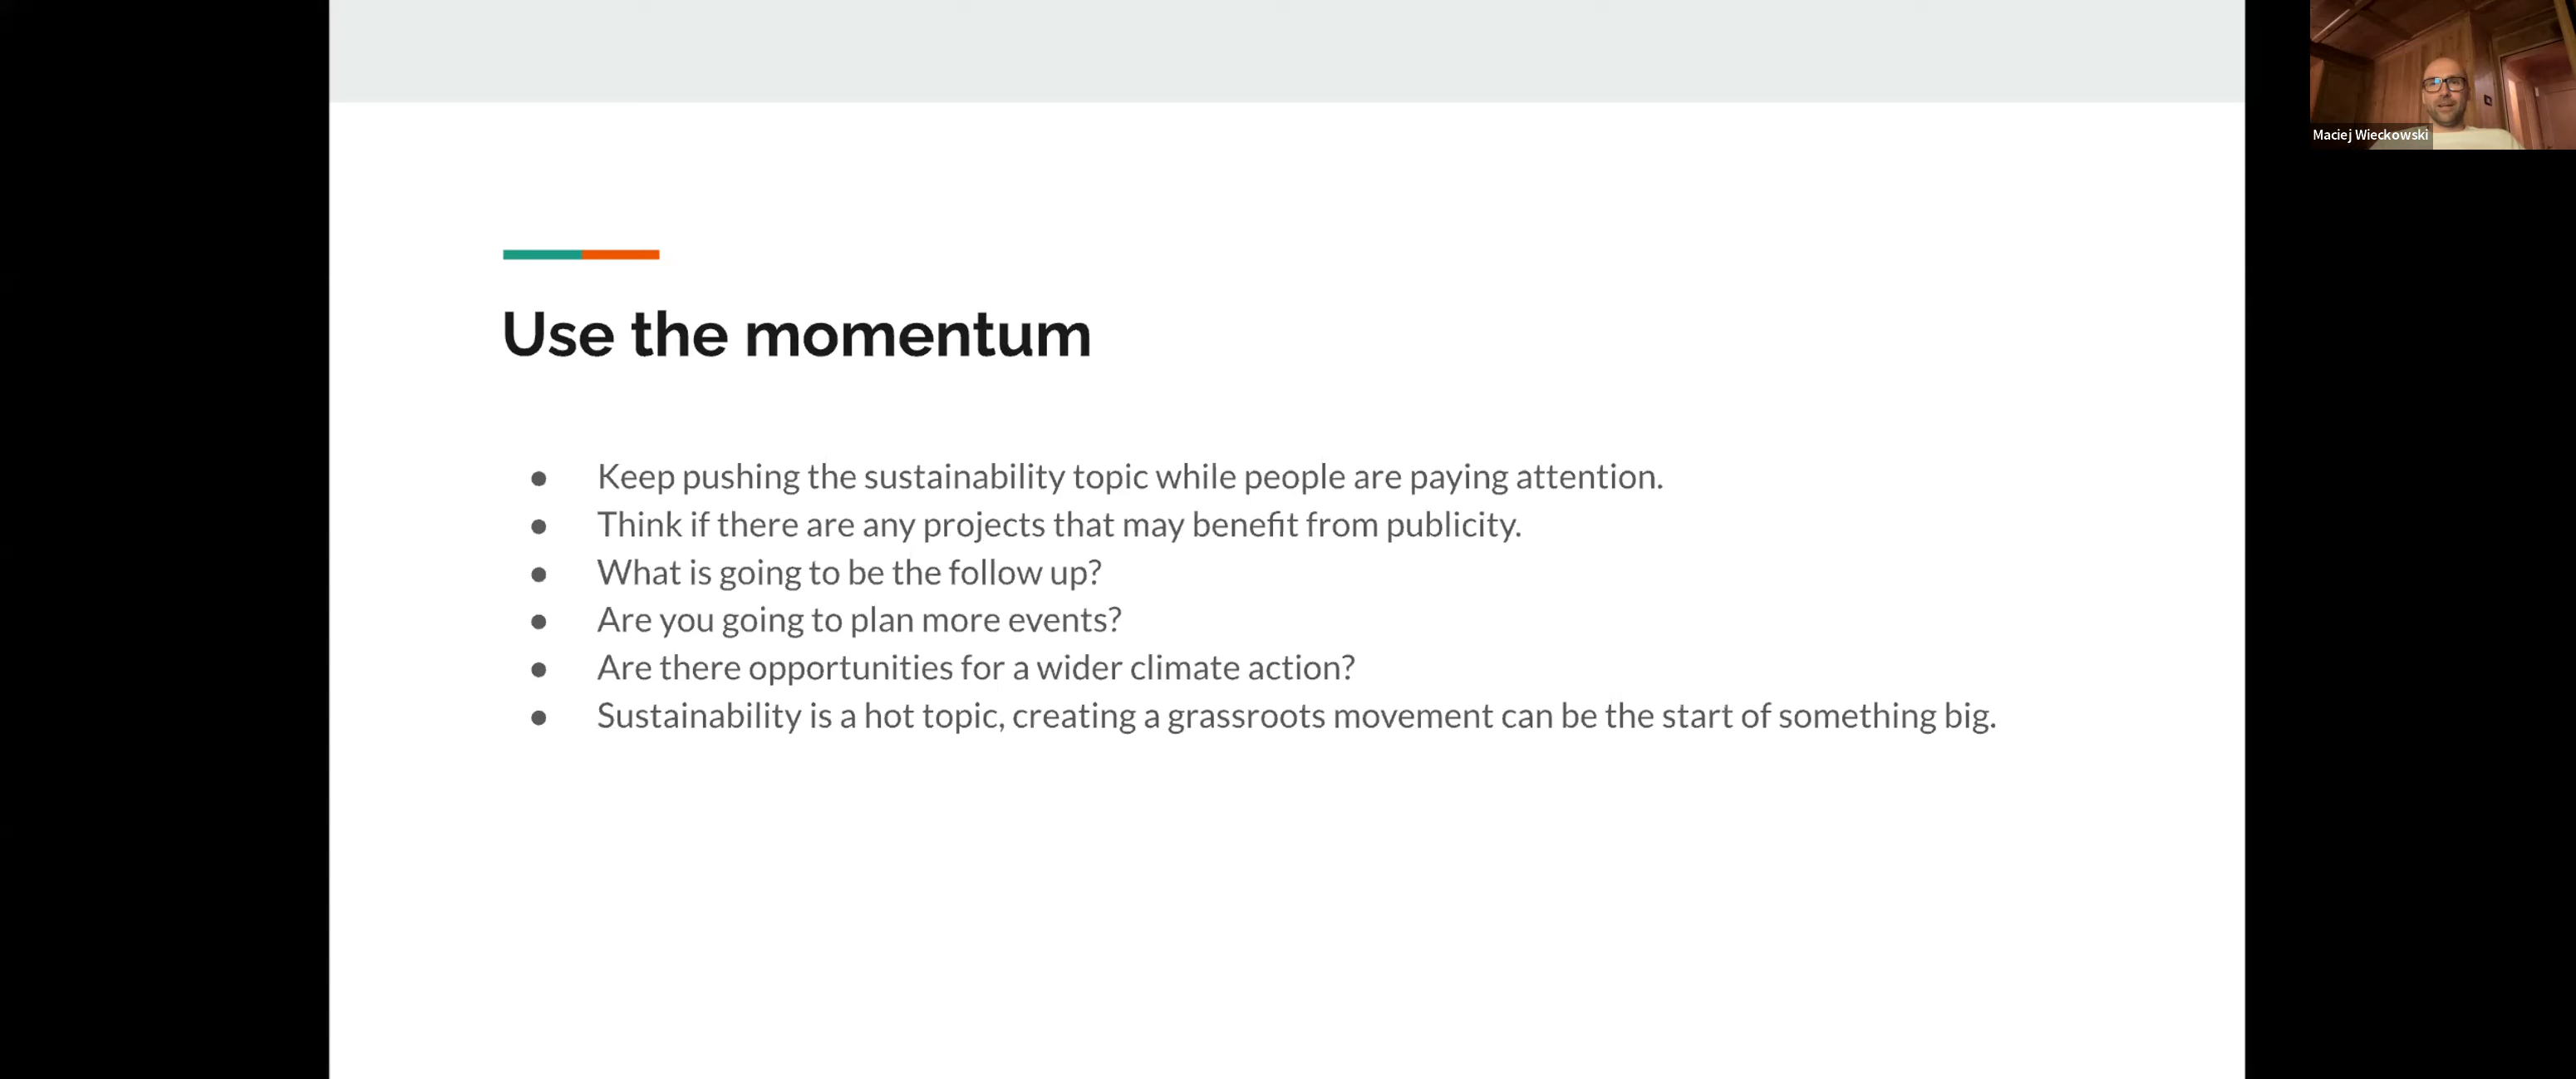 Use the momentum
● Keep pushing the sustainability topic while people are paying attention.
● Think if there are any projects that may benefit from publicity.
● What is going to be the follow up?
● Are you going to plan more events?
● Are there opportunities for a wider climate action?
● Sustainability is a hot topic, creating a grassroots movement can be the start of something big.
Maciej Wieckowski